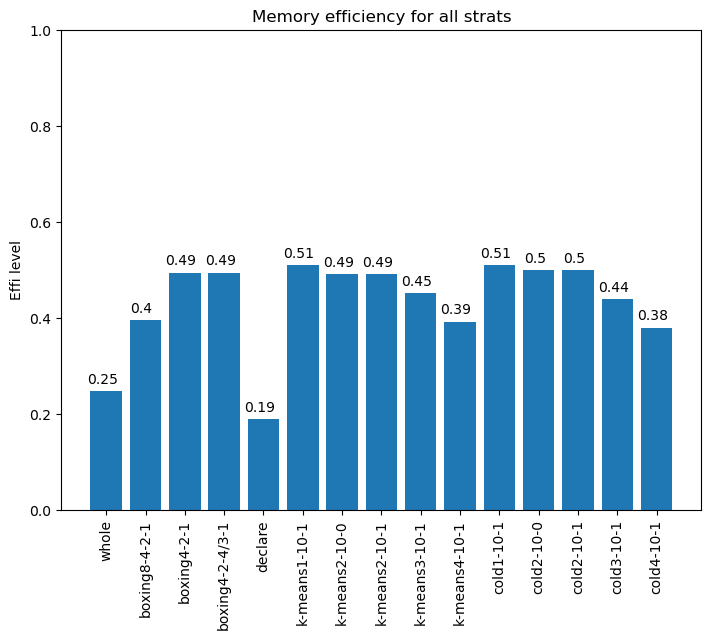 Memory efficiency for all strats
Effi level
1.0
0.8
0.6
0.4
0.2
0.0
0.25
0.4
0.49
0.49
0.19
0.51
0.49
0.49
0.45
0.39
0.51
0.5
0.5
0.44
0.38
whole
boxing8-4-2-1
boxing4-2-1
boxing4-2-4/3-1
declare
k-means1-10-1
k-means2-10-0
k-means2-10-1
k-means3-10-1
k-means4-10-1
cold1-10-1
cold2-10-0
cold2-10-1
cold3-10-1
cold4-10-1